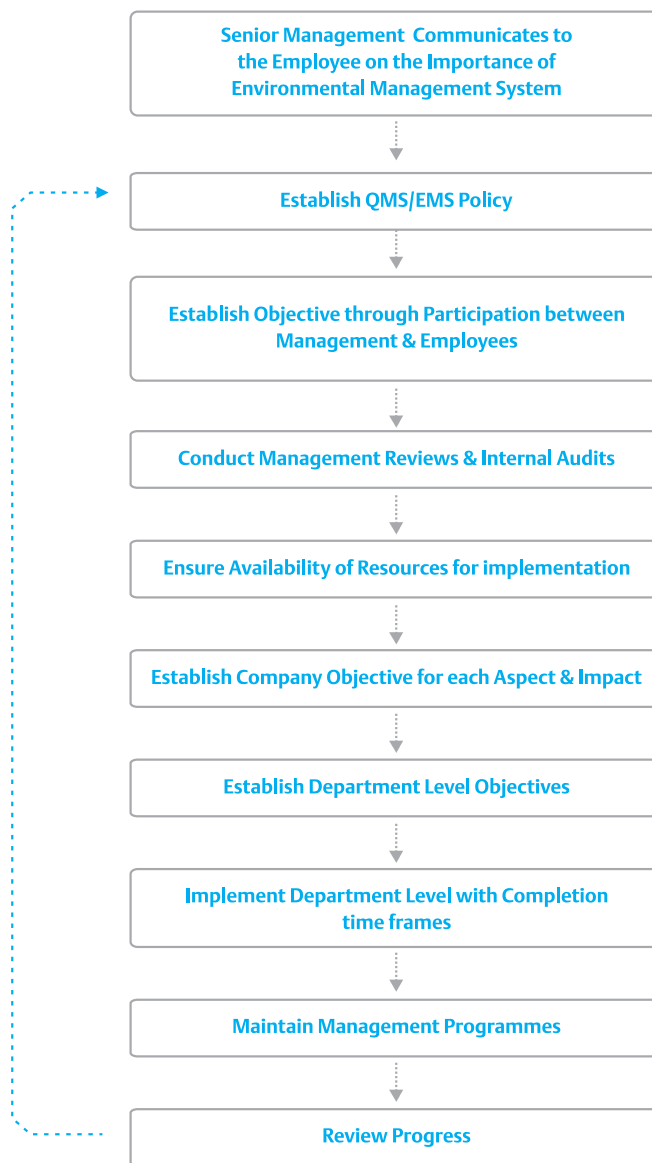 Senior Management Communicates to
the Employee on the Importance of
Environmental Management System
Establish QMS/EMS Policy
Establish Objective through Participation between
Management & Employees
Conduct Management Reviews & Internal Audits
Ensure Availability of Resources for implementation
Establish Company Objective for each Aspect & Impact
Establish Department Level Objectives
Implement Department Level with Completion
time frames
Maintain Management Programmes
Review Progress